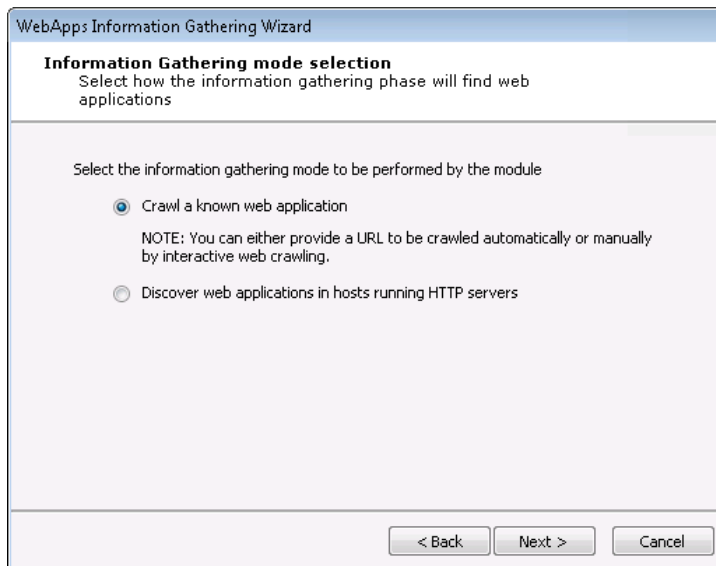 WebApps Information Gathering Wizard
Information Gathering mode selection
Select how the information gathering phase will find web
applications
Select the information gathering mode to be performed by the module
Crawl a known web application
NOTE: You can either provide a URL to be crawled automatically or manually
by interactive web crawling.
Discover web applications in hosts running HTTP servers
< Back
Next >
Cancel